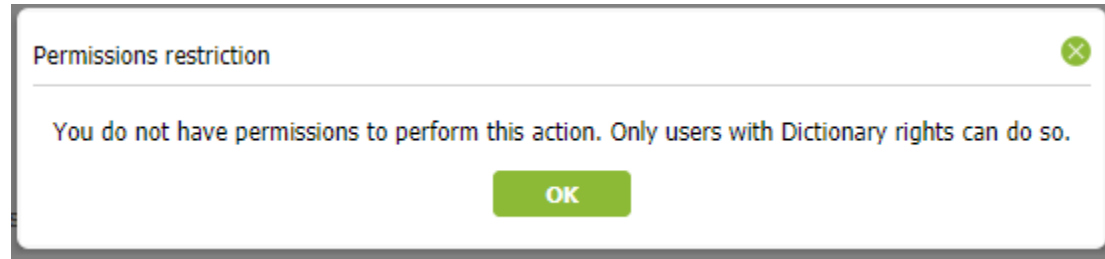 Permissions restriction
You do not have permissions to perform this action. Only users with Dictionary rights can do so.
OK